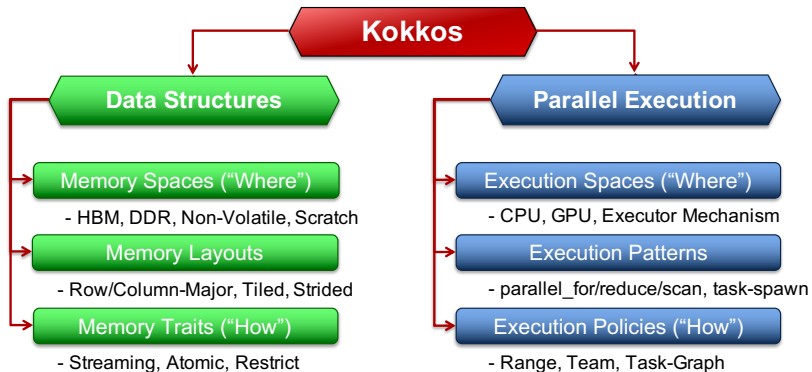 Kokkos
Data Structures
Memory Spaces (“Where”)
- HBM, DDR, Non-Volatile, Scratch
Memory Layouts
- Row/Column-Major, Tiled, Strided
Memory Traits (“How”)
- Streaming, Atomic, Restrict
Parallel Execution
Execution Spaces (“Where”)
- CPU, GPU, Executor Mechanism
Execution Patterns
- parallel_for/reduce/scan, task-spawn
Execution Policies (“How”)
- Range, Team, Task-Graph